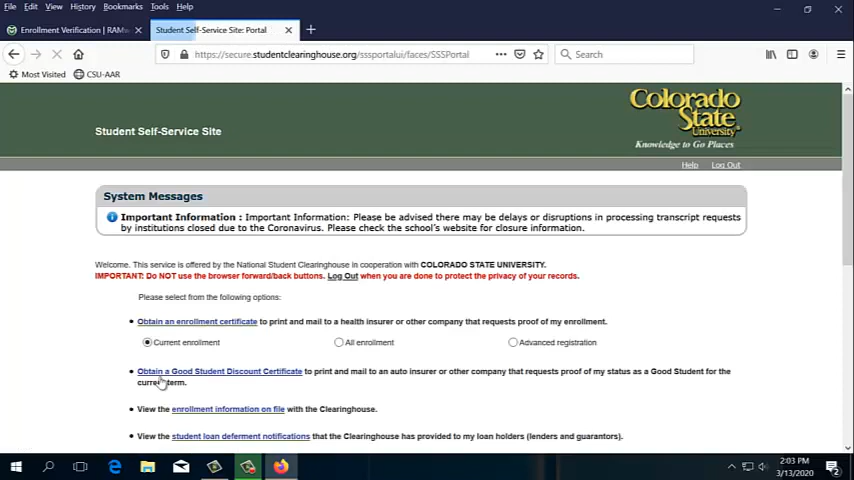 File Edit View History Bookmarks Tools Help
Enrollment Verification | RAMw
Student Self-Service Site: Portal
https://secure.studentclearinghouse.org/sssportalui/faces/SSSPortal
Search
Most Visited CSU-AAR
Colorado
State
University
Knowledge to Go Places
Student Self-Service Site
Help Log Out
System Messages
Important Information : Important Information: Please be advised there may be delays or disruptions in processing transcript requests
by institutions closed due to the Coronavirus. Please check the school's website for closure information.
Welcome. This service is offered by the National Student Clearinghouse in cooperation with COLORADO STATE UNIVERSITY.
IMPORTANT: Do NOT use the browser forward/back buttons. Log Out when you are done to protect the privacy of your records.
Please select from the following options:
Obtain an enrollment certificate to print and mail to a health insurer or other company that requests proof of my enrollment.
Current enrollment All enrollment Advanced registration
Obtain a Good Student Discount Certificate to print and mail to an auto insurer or other company that requests proof of my status as a Good Student for the
current term.
View the enrollment information on file with the Clearinghouse.
View the student loan deferment notifications that the Clearinghouse has provided to my loan holders (lenders and guarantors).
2:03 PM
3/13/2020
2